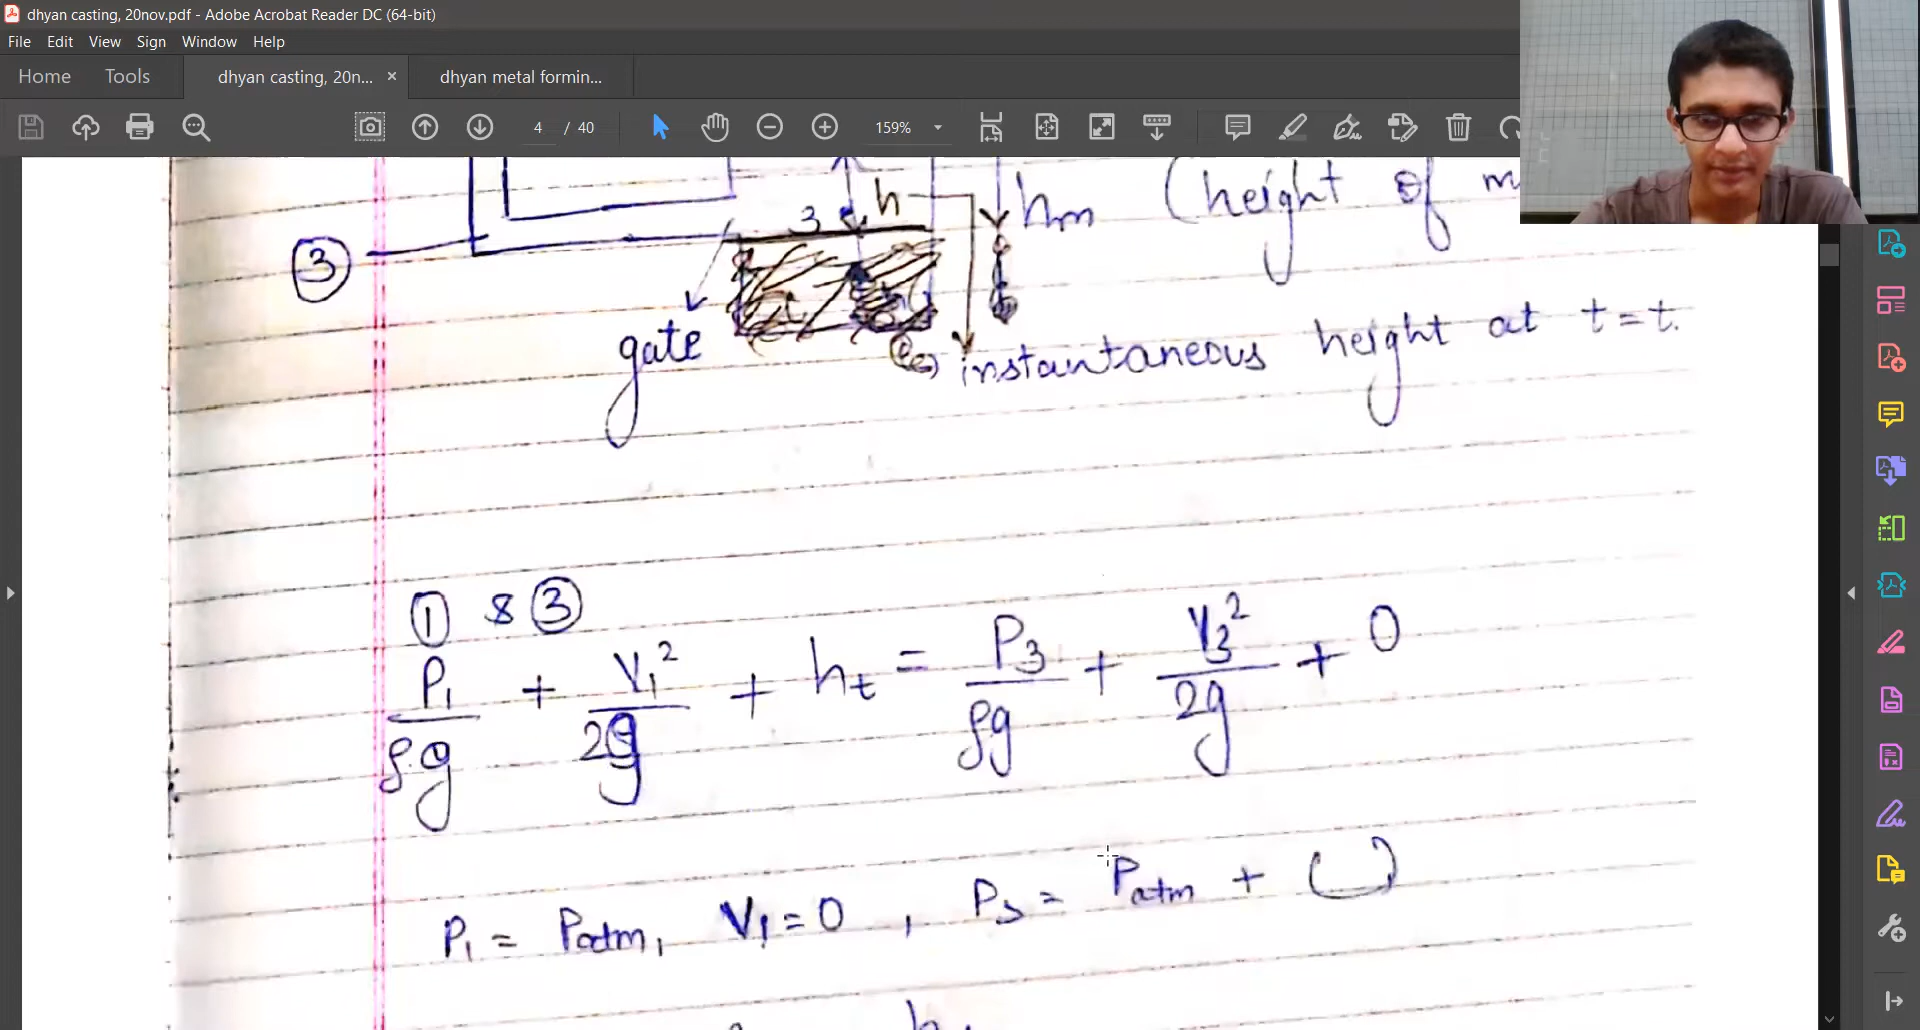 dhyan casting, 20nov.pdf - Adobe Acrobat Reader DC (64-bit)
File Edit View Sign Window Help
Home Tools dhyan casting, 20n... × dhyan metal formin...
4 / 40 159%
3 h hm (height of m
③
gate instantaneous height at t=t.
① & ③
P₁/ρg + V₁²/2g + ht = P₃/ρg + V₃²/2g + 0
P₁ = Patm, V₁=0, P₃ = Patm + ( )